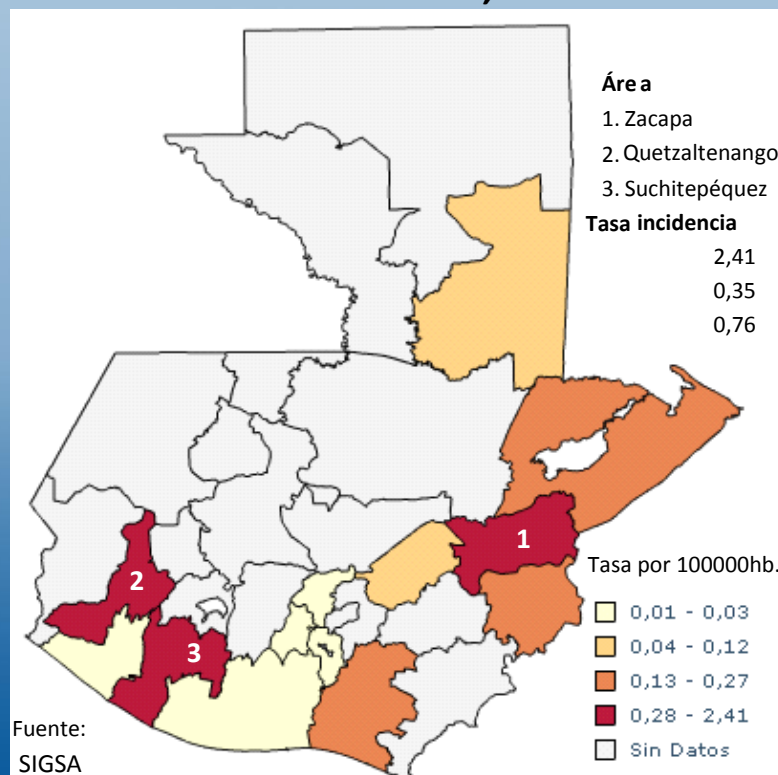 Área
1. Zacapa
2. Quetzaltenango
3. Suchitepéquez
Tasa incidencia
2,41
0,35
0,76
1
2
3
Tasa por 100000hb.
0,01 - 0,03
0,04 - 0,12
0,13 - 0,27
0,28 - 2,41
Sin Datos
Fuente:
SIGSA